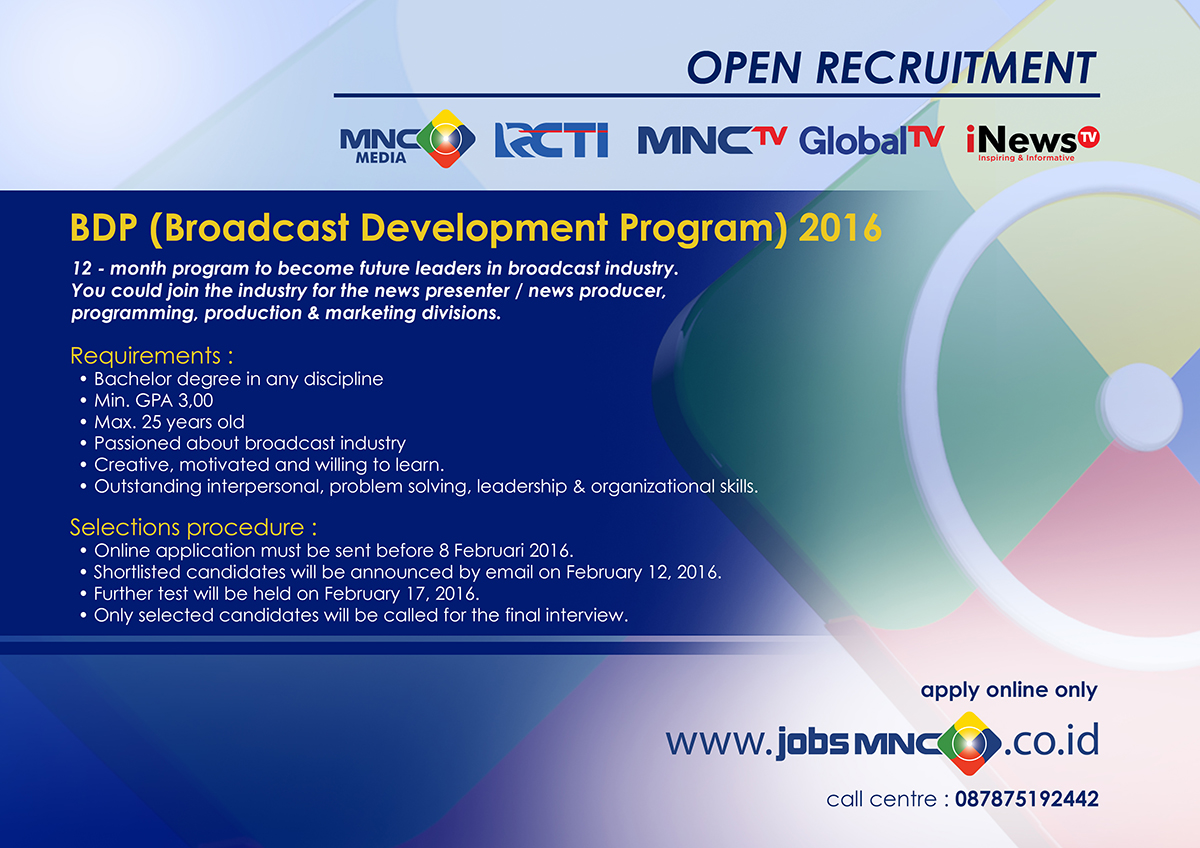 OPEN RECRUITMENT
MNC MEDIA
RCTI
MNCTV
GlobalTV
iNewsTV
Inspiring & Informative
BDP (Broadcast Development Program) 2016
12 - month program to become future leaders in broadcast industry.
You could join the industry for the news presenter / news producer,
programming, production & marketing divisions.
Requirements :
• Bachelor degree in any discipline
• Min. GPA 3,00
• Max. 25 years old
• Passioned about broadcast industry
• Creative, motivated and willing to learn.
• Outstanding interpersonal, problem solving, leadership & organizational skills.
Selections procedure :
• Online application must be sent before 8 Februari 2016.
• Shortlisted candidates will be announced by email on February 12, 2016.
• Further test will be held on February 17, 2016.
• Only selected candidates will be called for the final interview.
apply online only
www.jobsMNC.co.id
call centre : 087875192442